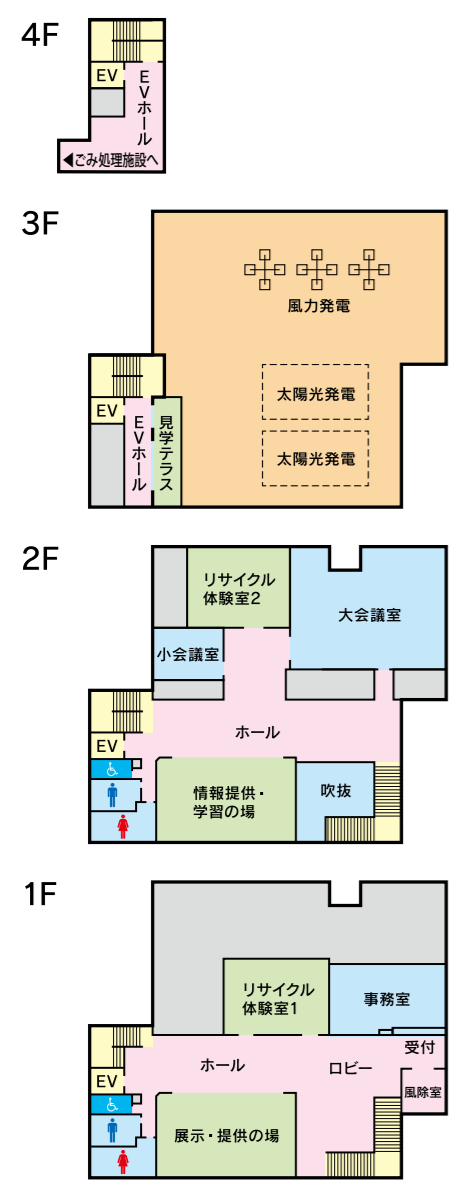 4F
EV
EVホール
◀ごみ処理施設へ
3F
風力発電
太陽光発電
太陽光発電
EV
EVホール
見学テラス
2F
リサイクル
体験室2
大会議室
小会議室
ホール
EV
情報提供・
学習の場
吹抜
1F
リサイクル
体験室1
事務室
受付
ホール
ロビー
EV
風除室
展示・提供の場